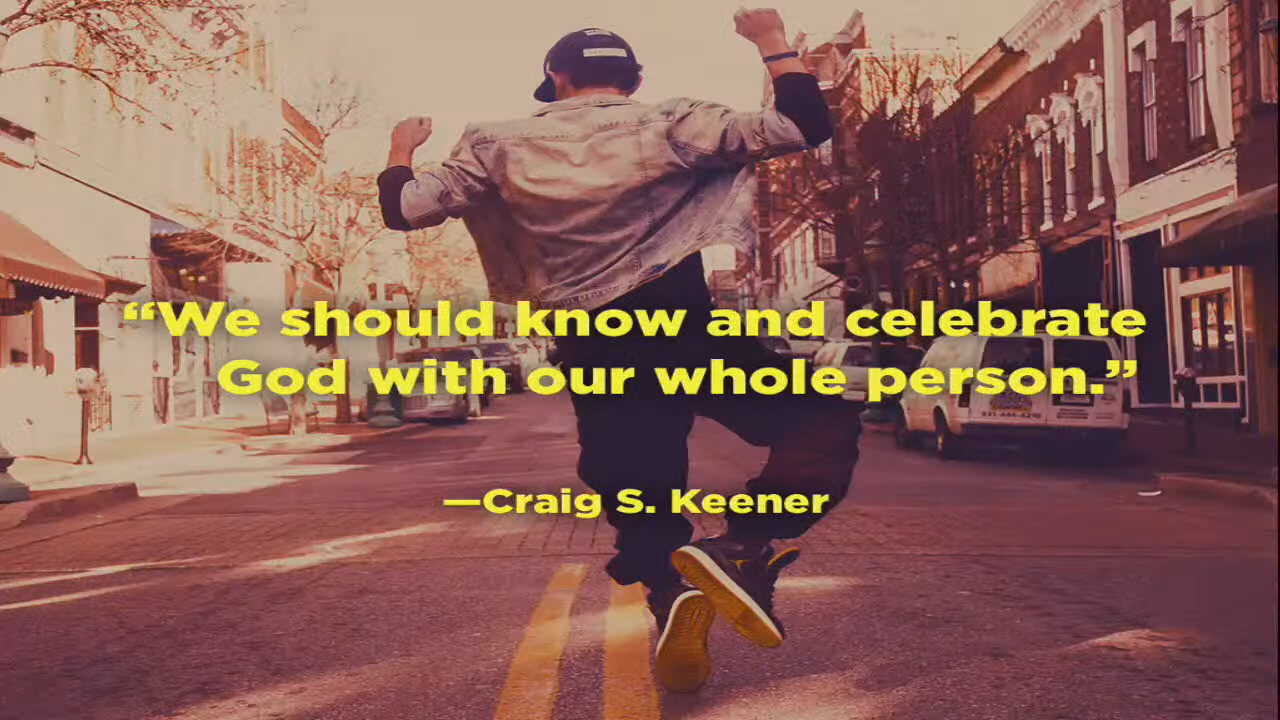 “We should know and celebrate
God with our whole person.”
—Craig S. Keener